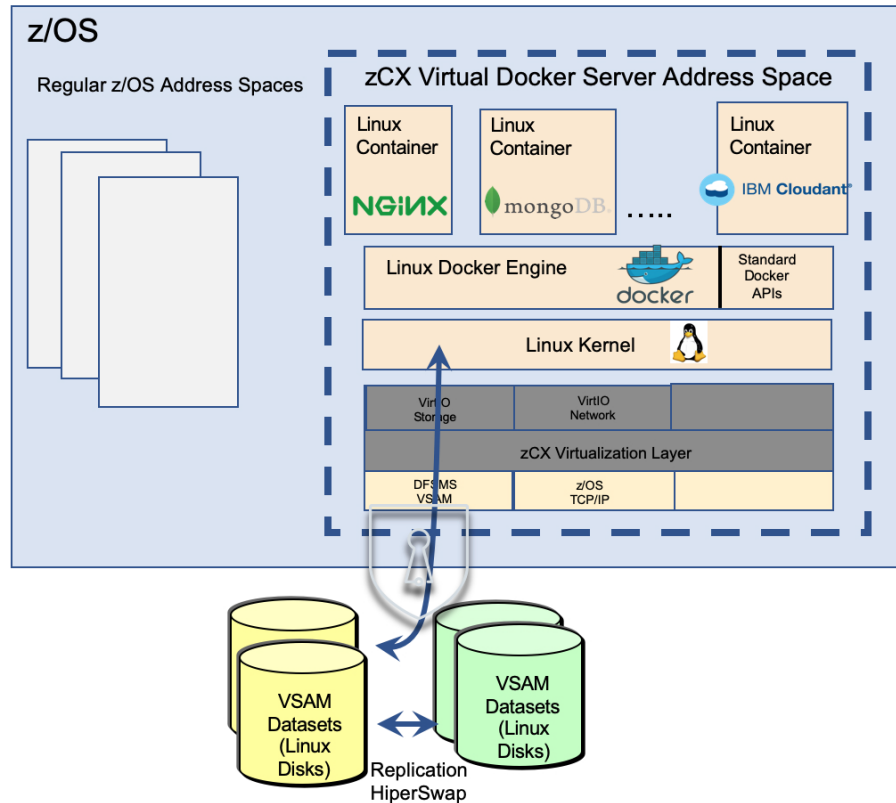 z/OS
Regular z/OS Address Spaces
zCX Virtual Docker Server Address Space
Linux
Container
NGiNX
Linux
Container
mongoDB®
.....
Linux
Container
IBM Cloudant®
Linux Docker Engine
docker
Standard
Docker
APIs
Linux Kernel
VirtIO
Storage
VirtIO
Network
zCX Virtualization Layer
DFSMS
VSAM
z/OS
TCP/IP
VSAM
Datasets
(Linux
Disks)
VSAM
Datasets
(Linux
Disks)
Replication
HiperSwap